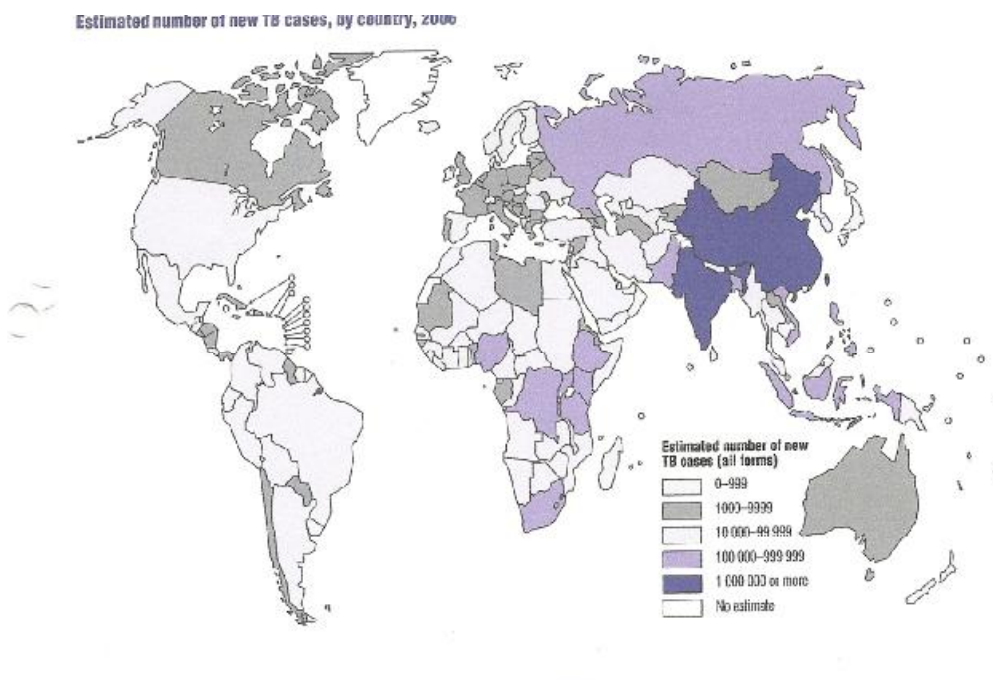 Estimated number of new TB cases, by country, 2006
Estimated number of new
TB cases (all forms)
0–999
1000–9999
10 000–99 999
100 000–999 999
1 000 000 or more
No estimate